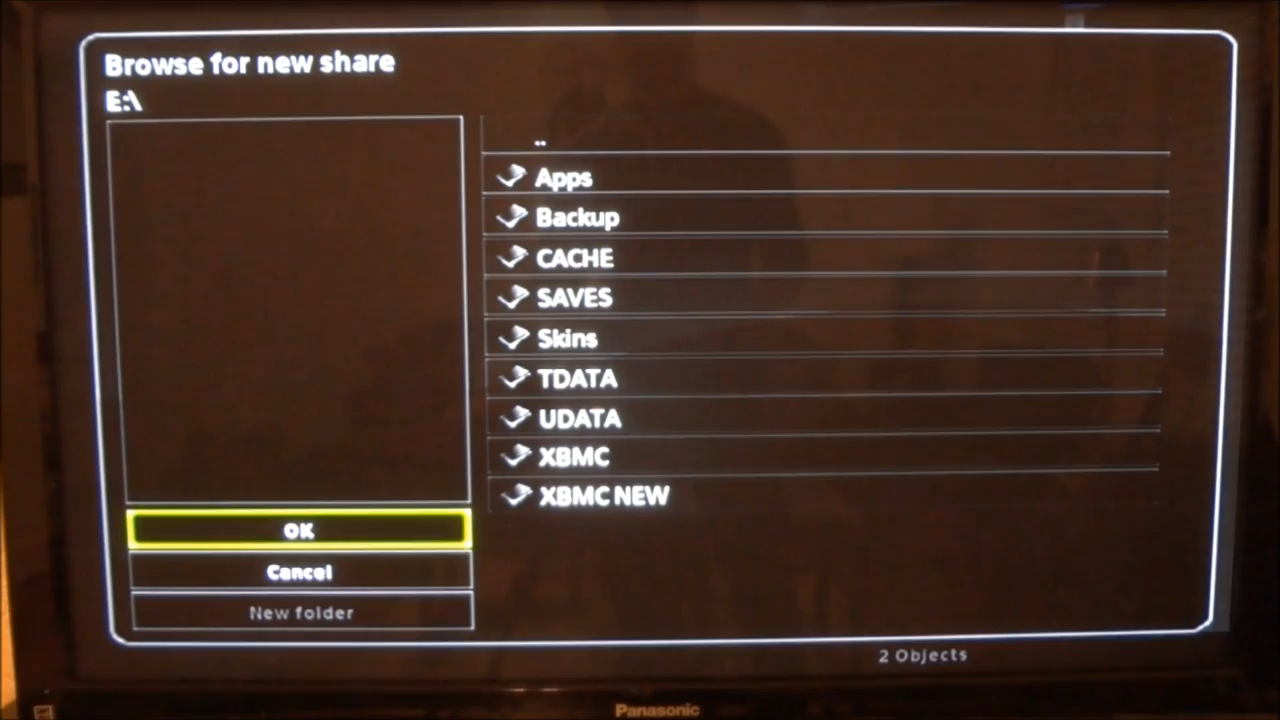 Browse for new share
E:\
..
Apps
Backup
CACHE
SAVES
Skins
TDATA
UDATA
XBMC
XBMC NEW
OK
Cancel
New folder
2 Objects
Panasonic